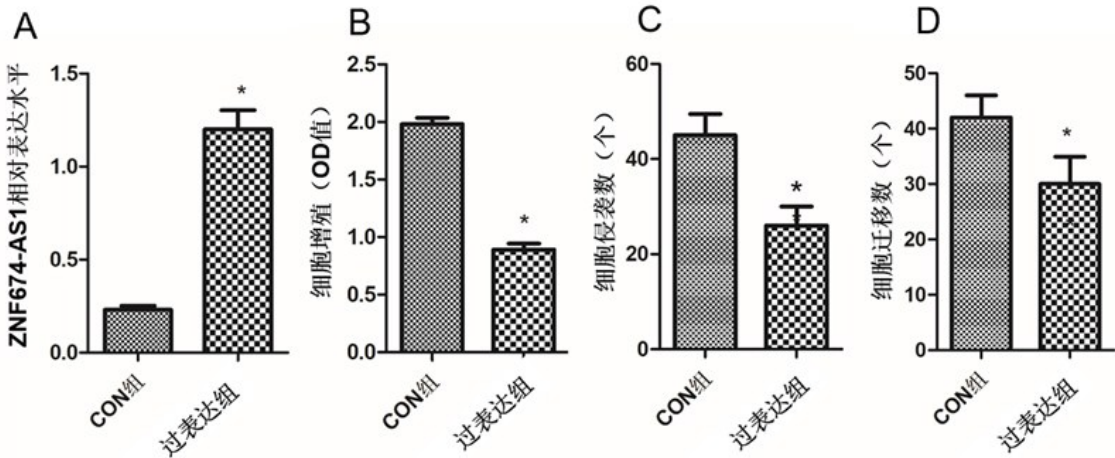 A
B
C
D
ZNF674-AS1相对表达水平
1.5
1.0
0.5
0.0
*
CON组
过表达组
细胞增殖（OD值）
2.5
2.0
1.5
1.0
0.5
0.0
*
CON组
过表达组
细胞侵袭数（个）
60
40
20
0
*
*
CON组
过表达组
细胞迁移数（个）
50
40
30
20
10
0
*
CON组
过表达组